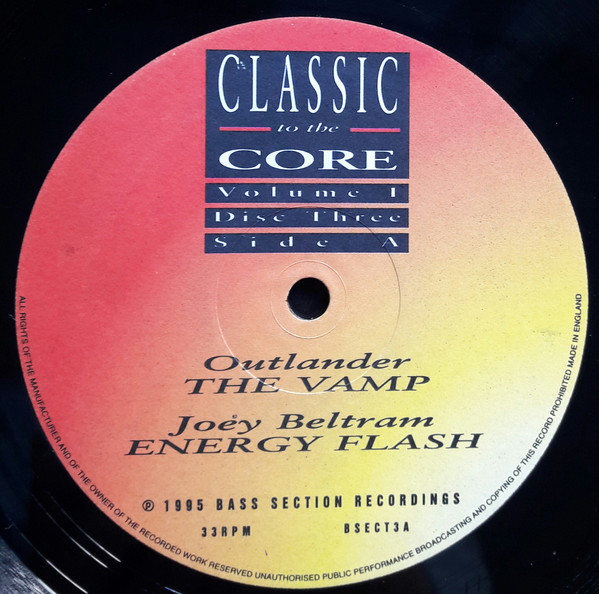 CLASSIC
to the
CORE
Volume I
Disc Three
Side A
Outlander
THE VAMP
Joey Beltram
ENERGY FLASH
℗ 1995 BASS SECTION RECORDINGS
33RPM BSECT3A
ALL RIGHTS OF THE MANUFACTURER AND OF THE OWNER OF THE RECORDED WORK RESERVED UNAUTHORISED PUBLIC PERFORMANCE BROADCASTING AND COPYING OF THIS RECORD PROHIBITED MADE IN ENGLAND